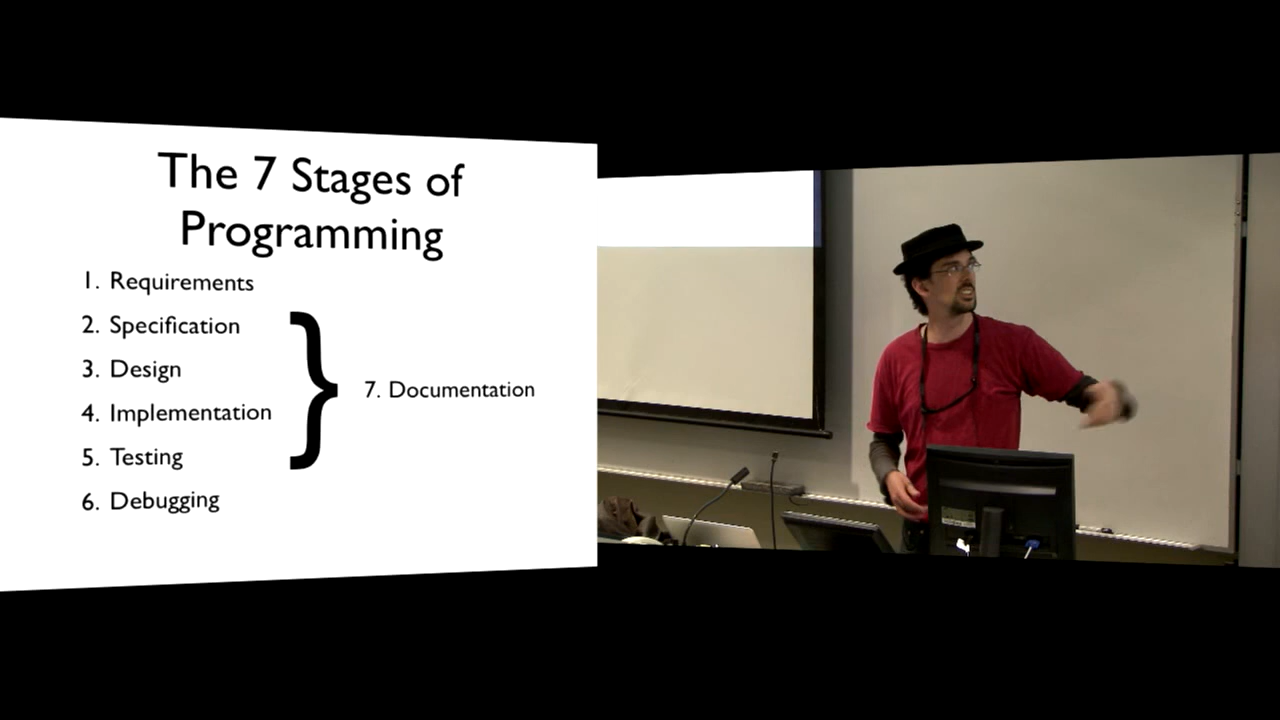 The 7 Stages of
Programming
1. Requirements
2. Specification
3. Design
4. Implementation
5. Testing
6. Debugging
}
7. Documentation